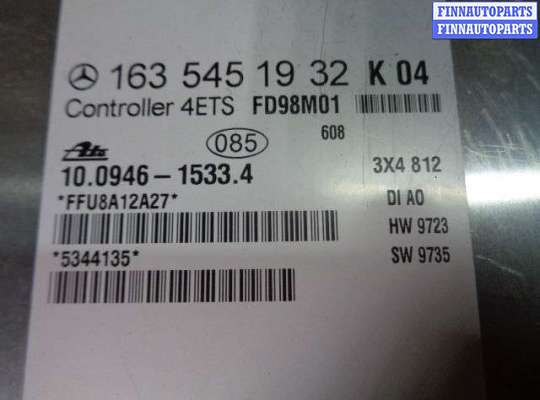 FINNAUTOPARTS
FINNAUTOPARTS
163 545 19 32 K 04
Controller 4ETS FD98M01
608
085
Ate
10.0946-1533.4
3X4 812
*FFU8A12A27*
DI AO
HW 9723
*5344135*
SW 9735